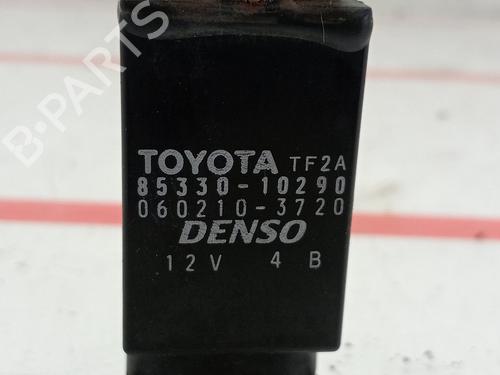 B-PARTS
TOYOTA TF2A
85330-10290
060210-3720
DENSO
12V 4 B